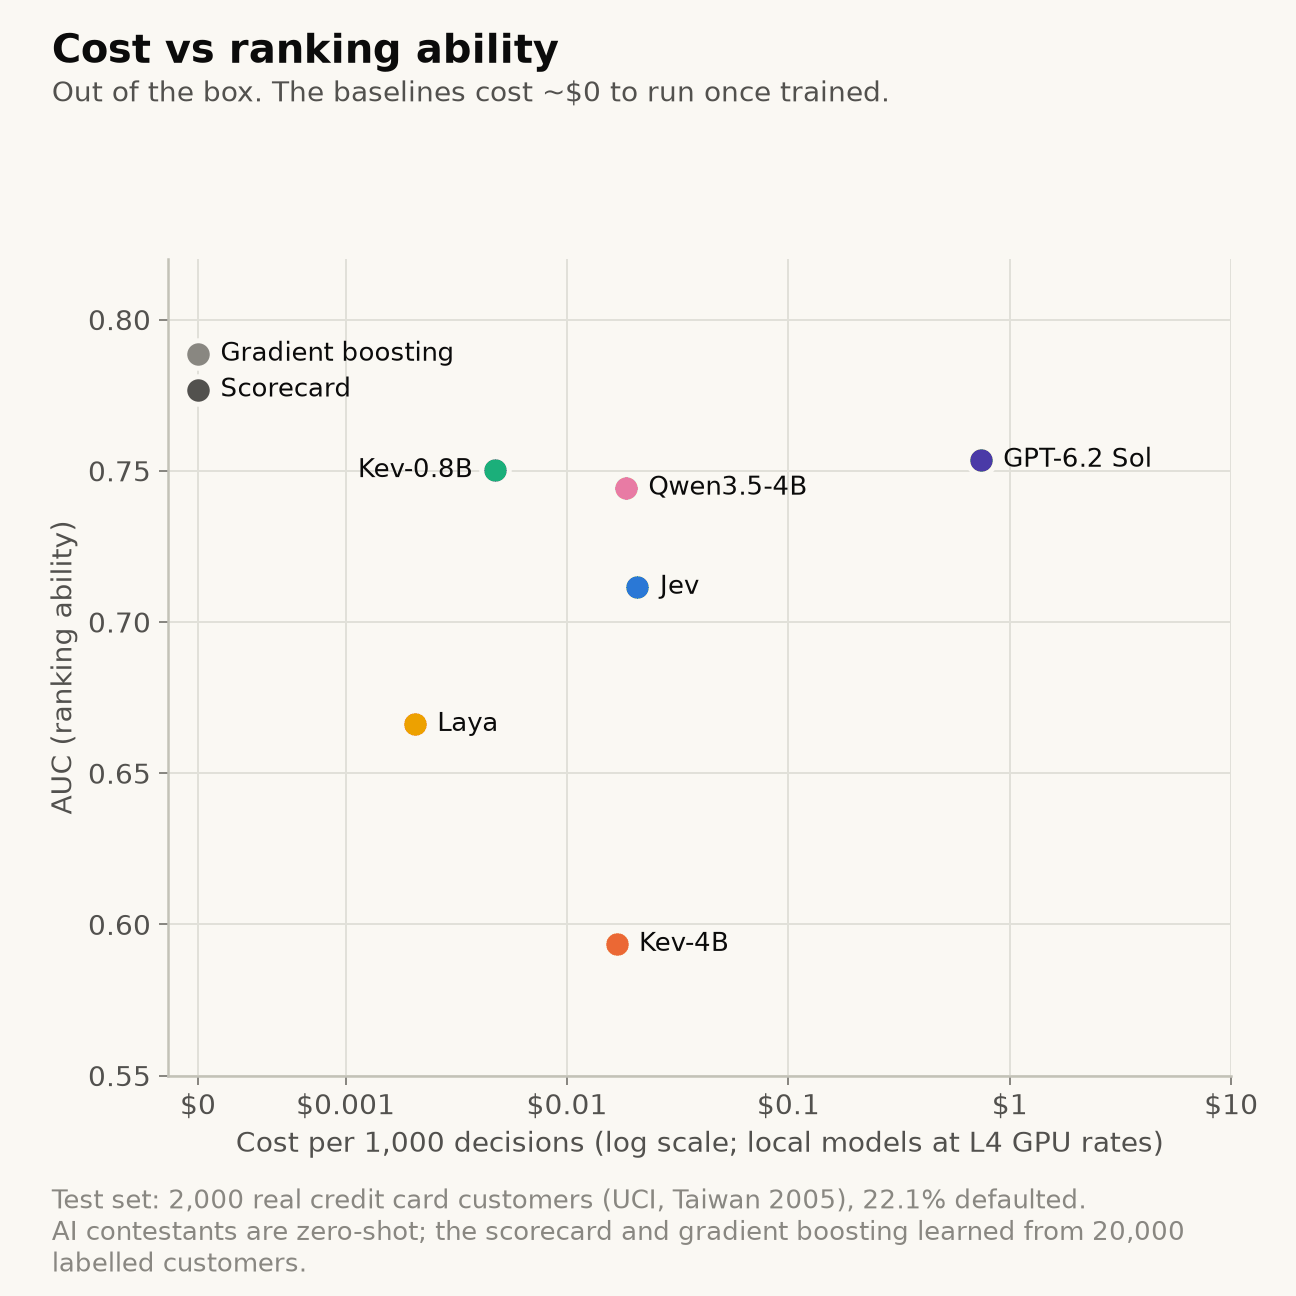 Cost vs ranking ability
Out of the box. The baselines cost ~$0 to run once trained.
AUC (ranking ability)
0.80
0.75
0.70
0.65
0.60
0.55
Gradient boosting
Scorecard
Kev-0.8B
GPT-6.2 Sol
Qwen3.5-4B
Jev
Laya
Kev-4B
$0
$0.001
$0.01
$0.1
$1
$10
Cost per 1,000 decisions (log scale; local models at L4 GPU rates)
Test set: 2,000 real credit card customers (UCI, Taiwan 2005), 22.1% defaulted.
AI contestants are zero-shot; the scorecard and gradient boosting learned from 20,000
labelled customers.